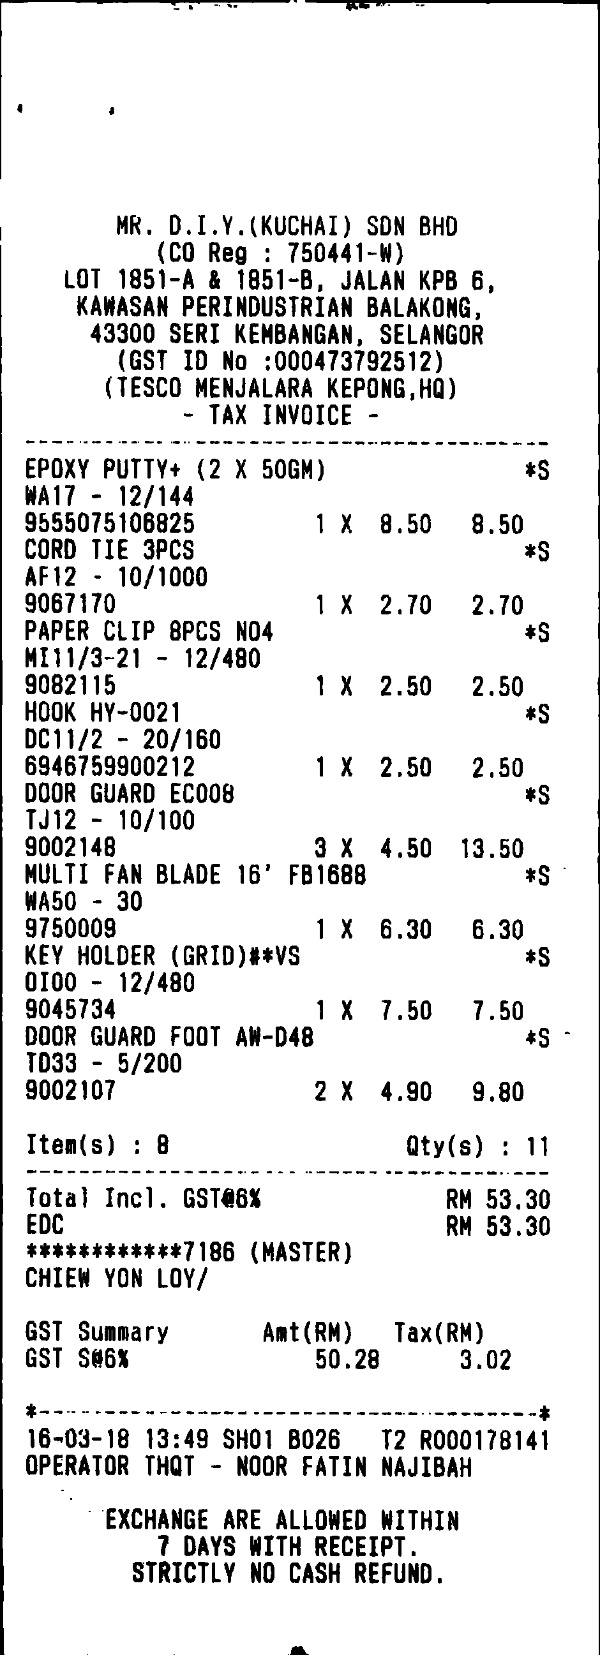 MR. D.I.Y.(KUCHAI) SDN BHD
(CO Reg : 750441-W)
LOT 1851-A & 1851-B, JALAN KPB 6,
KAWASAN PERINDUSTRIAN BALAKONG,
43300 SERI KEMBANGAN, SELANGOR
(GST ID No :000473792512)
(TESCO MENJALARA KEPONG,HQ)
- TAX INVOICE -
EPOXY PUTTY+ (2 X 50GM) *S
WA17 - 12/144
9555075106825 1 X 8.50 8.50
CORD TIE 3PCS *S
AF12 - 10/1000
9067170 1 X 2.70 2.70
PAPER CLIP 8PCS NO4 *S
MI11/3-21 - 12/480
9082115 1 X 2.50 2.50
HOOK HY-0021 *S
DC11/2 - 20/160
6946759900212 1 X 2.50 2.50
DOOR GUARD EC008 *S
TJ12 - 10/100
9002148 3 X 4.50 13.50
MULTI FAN BLADE 16' FB1688 *S
WA50 - 30
9750009 1 X 6.30 6.30
KEY HOLDER (GRID)#**VS *S
OI00 - 12/480
9045734 1 X 7.50 7.50
DOOR GUARD FOOT AW-D48 *S
TD33 - 5/200
9002107 2 X 4.90 9.80
Item(s) : 8 Qty(s) : 11
Total Incl. GST@6% RM 53.30
EDC RM 53.30
************7186 (MASTER)
CHIEW YON LOY/
GST Summary Amt(RM) Tax(RM)
GST S@6% 50.28 3.02
*--------------------------------------*
16-03-18 13:49 SH01 B026 T2 R000178141
OPERATOR THQT - NOOR FATIN NAJIBAH
EXCHANGE ARE ALLOWED WITHIN
7 DAYS WITH RECEIPT.
STRICTLY NO CASH REFUND.